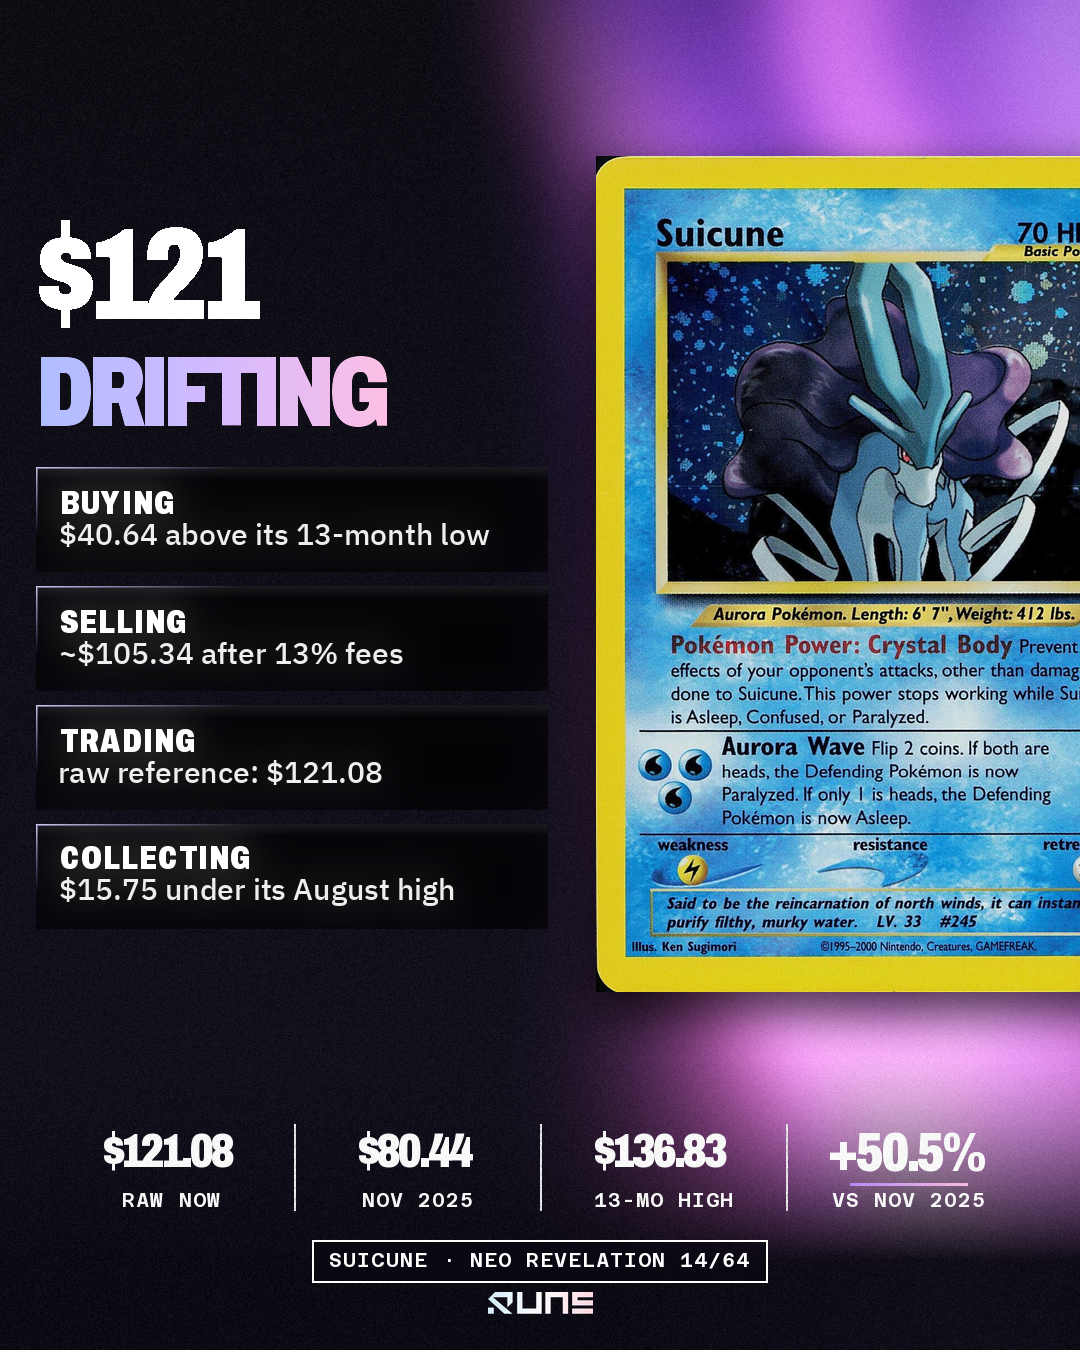 $121
DRIFTING
BUYING
$40.64 above its 13-month low
SELLING
~$105.34 after 13% fees
TRADING
raw reference: $121.08
COLLECTING
$15.75 under its August high
Suicune
70 H
Basic Po
Aurora Pokémon. Length: 6' 7", Weight: 412 lbs.
Pokémon Power: Crystal Body Prevent
effects of your opponent's attacks, other than damag
done to Suicune. This power stops working while Su
is Asleep, Confused, or Paralyzed.
Aurora Wave Flip 2 coins. If both are
heads, the Defending Pokémon is now
Paralyzed. If only 1 is heads, the Defending
Pokémon is now Asleep.
weakness resistance retre
Said to be the reincarnation of north winds, it can instan
purify filthy, murky water. LV. 33 #245
Illus. Ken Sugimori ©1995–2000 Nintendo, Creatures, GAMEFREAK.
$121.08 $80.44 $136.83 +50.5%
RAW NOW NOV 2025 13-MO HIGH VS NOV 2025
SUICUNE · NEO REVELATION 14/64
RUNE